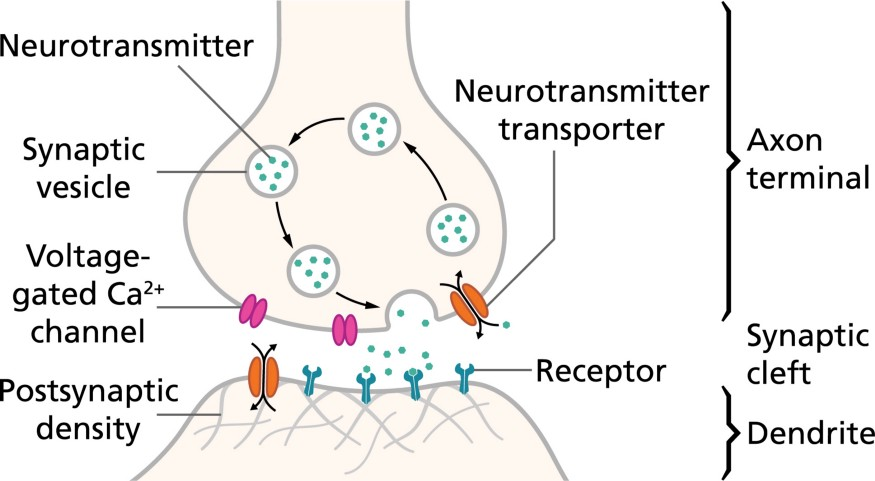 Neurotransmitter
Synaptic
vesicle
Voltage-
gated Ca²⁺
channel
Postsynaptic
density
Neurotransmitter
transporter
Receptor
Axon
terminal
Synaptic
cleft
Dendrite